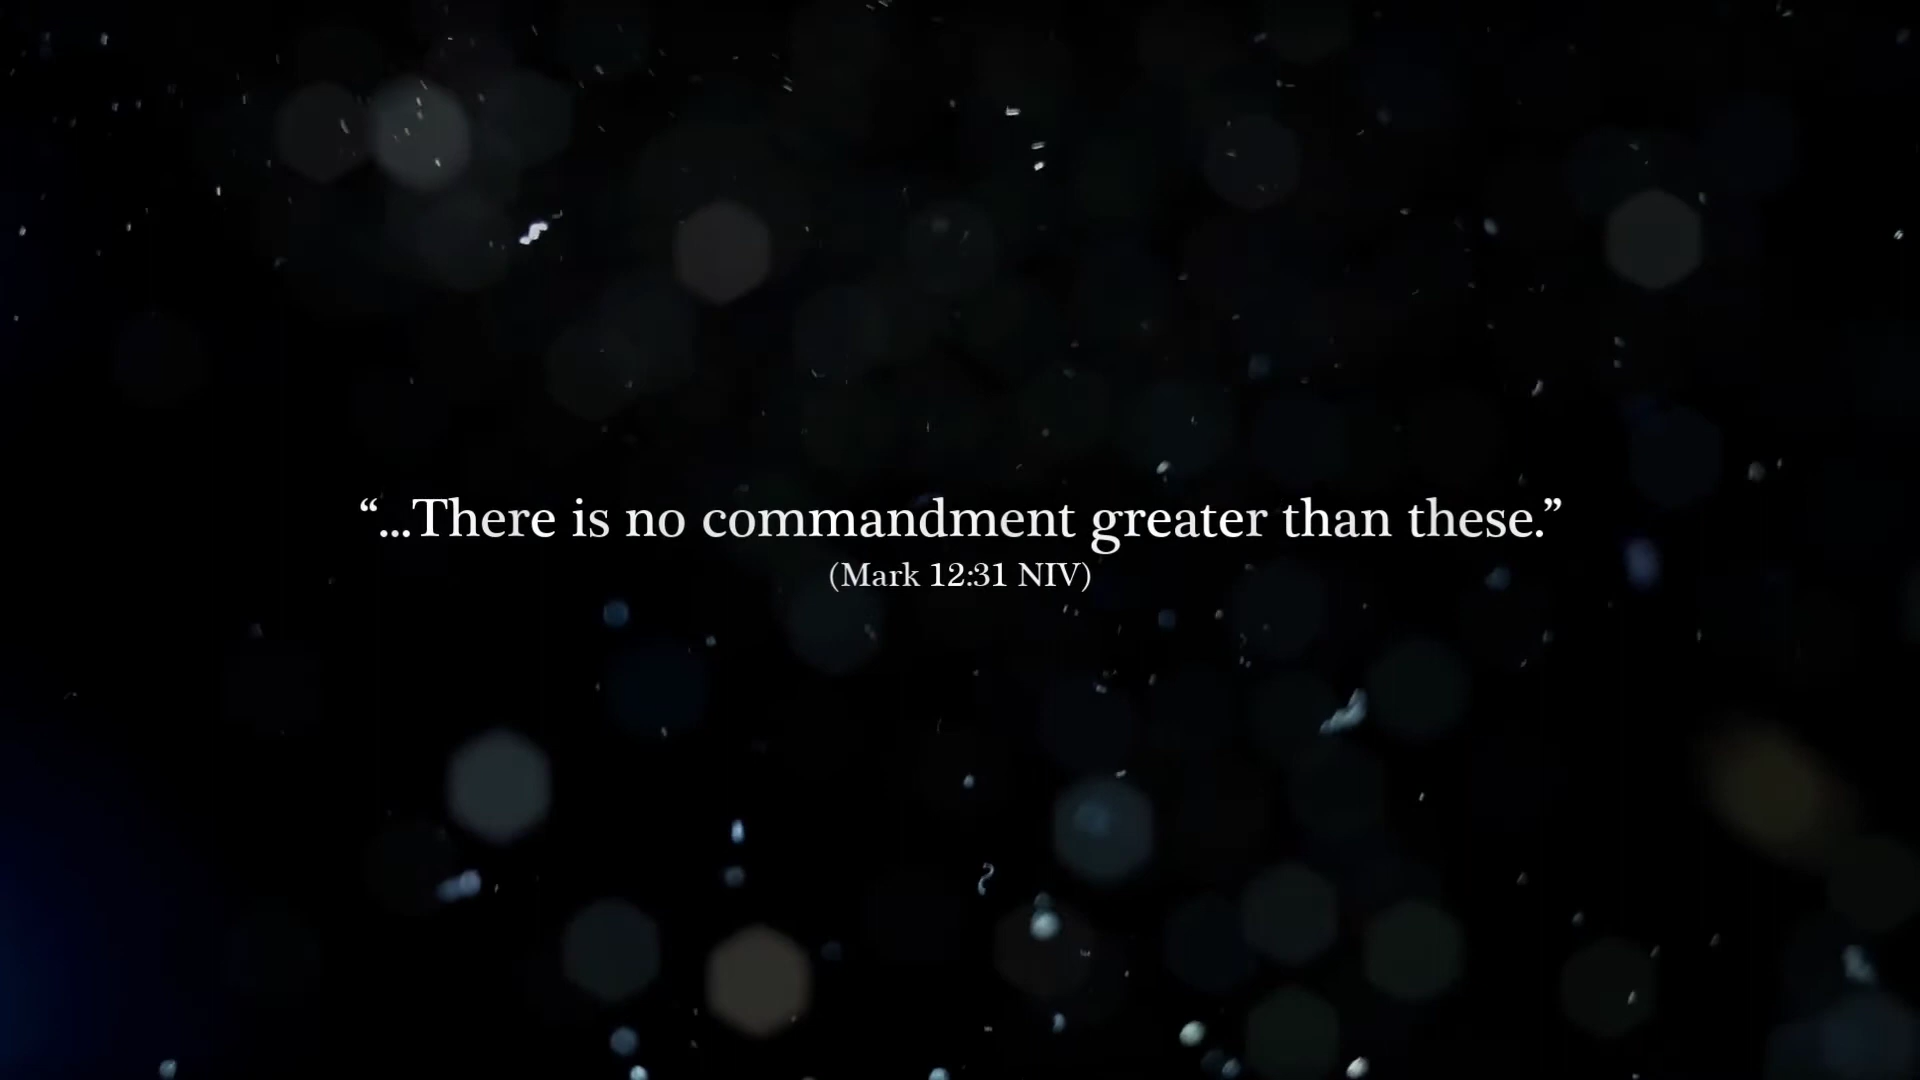 “...There is no commandment greater than these.”
(Mark 12:31 NIV)